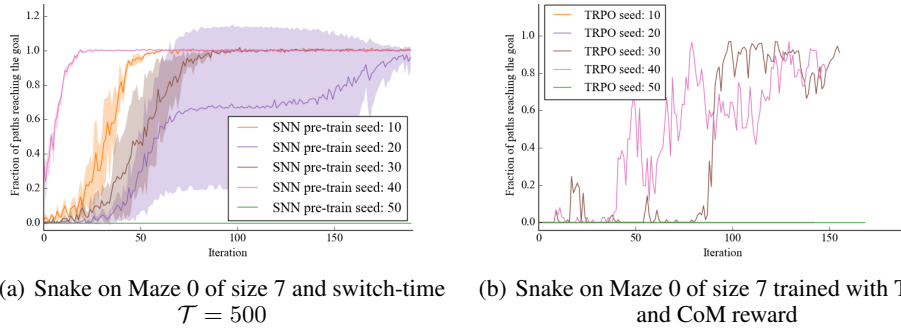 1.2
1.0
0.8
0.6
0.4
0.2
0.0
Fraction of paths reaching the goal
SNN pre-train seed: 10
SNN pre-train seed: 20
SNN pre-train seed: 30
SNN pre-train seed: 40
SNN pre-train seed: 50
0 50 100 150
Iteration
TRPO seed: 10
TRPO seed: 20
TRPO seed: 30
TRPO seed: 40
TRPO seed: 50
1.0
0.8
0.6
0.4
0.2
0.0
Fraction of paths reaching the goal
0 50 100 150
Iteration
a) Snake on Maze 0 of size 7 and switch-time
𝒯 = 500
(b) Snake on Maze 0 of size 7 trained with T
and CoM reward